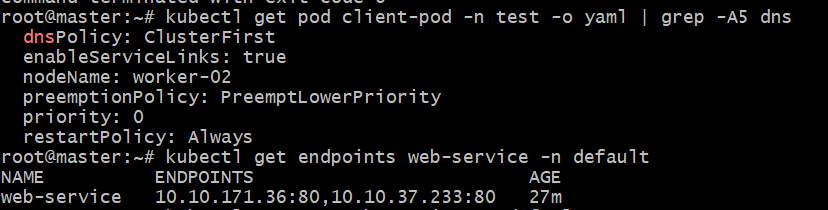 root@master:~# kubectl get pod client-pod -n test -o yaml | grep -A5 dns
  dnsPolicy: ClusterFirst
  enableServiceLinks: true
  nodeName: worker-02
  preemptionPolicy: PreemptLowerPriority
  priority: 0
  restartPolicy: Always
root@master:~# kubectl get endpoints web-service -n default
NAME          ENDPOINTS                          AGE
web-service   10.10.171.36:80,10.10.37.233:80   27m